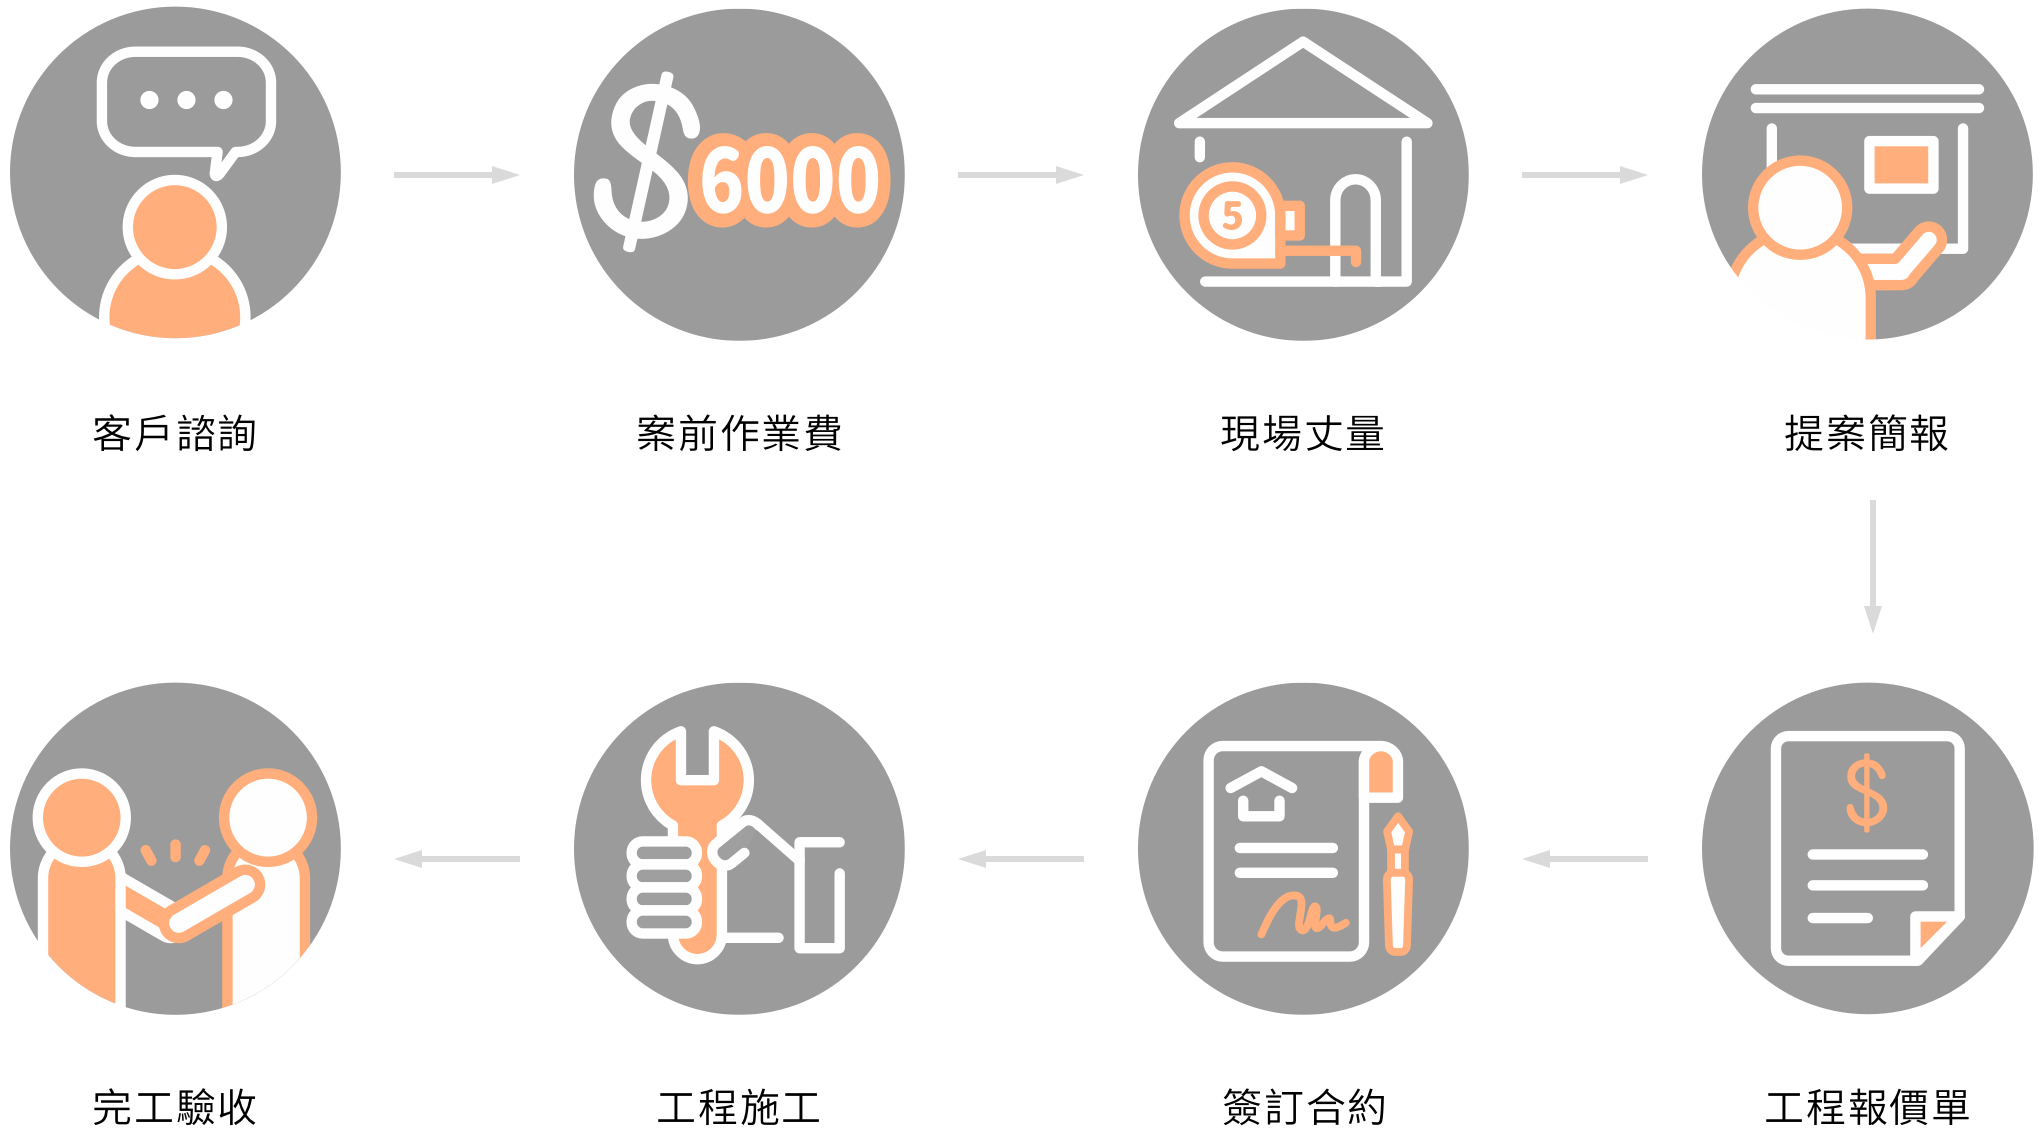 $6000
5
客戶諮詢
案前作業費
現場丈量
提案簡報
$
工程報價單
簽訂合約
工程施工
完工驗收